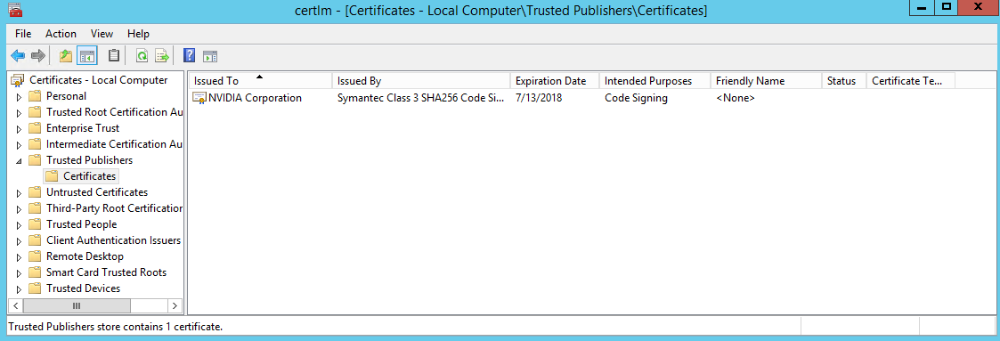 certlm - [Certificates - Local Computer\Trusted Publishers\Certificates]
File Action View Help
Certificates - Local Computer
Personal
Trusted Root Certification Au
Enterprise Trust
Intermediate Certification Au
Trusted Publishers
Certificates
Untrusted Certificates
Third-Party Root Certification
Trusted People
Client Authentication Issuers
Remote Desktop
Smart Card Trusted Roots
Trusted Devices
Issued To Issued By Expiration Date Intended Purposes Friendly Name Status Certificate Te...
NVIDIA Corporation Symantec Class 3 SHA256 Code Si... 7/13/2018 Code Signing <None>
Trusted Publishers store contains 1 certificate.